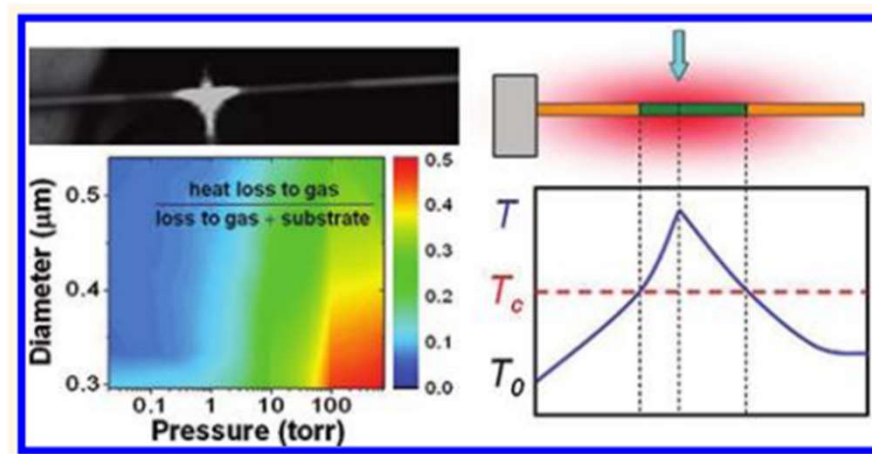 heat loss to gas
loss to gas + substrate
0.5
0.4
0.3
Diameter (μm)
0.1 1 10 100
Pressure (torr)
0.5
0.4
0.3
0.2
0.1
0.0
T
Tc
T0